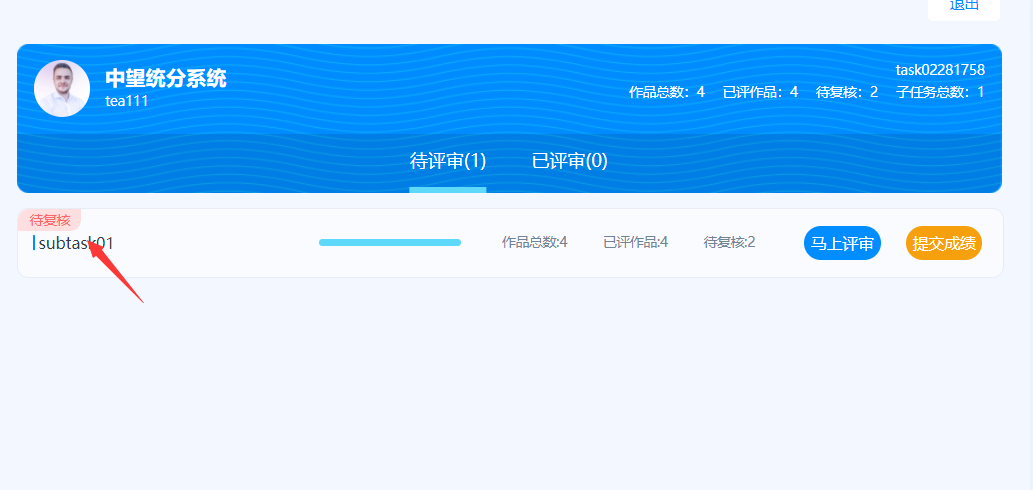 退出
中望统分系统
tea111
task02281758
作品总数：4 已评作品：4 待复核：2 子任务总数：1
待评审(1) 已评审(0)
待复核
subtask01 作品总数:4 已评作品:4 待复核:2 马上评审 提交成绩